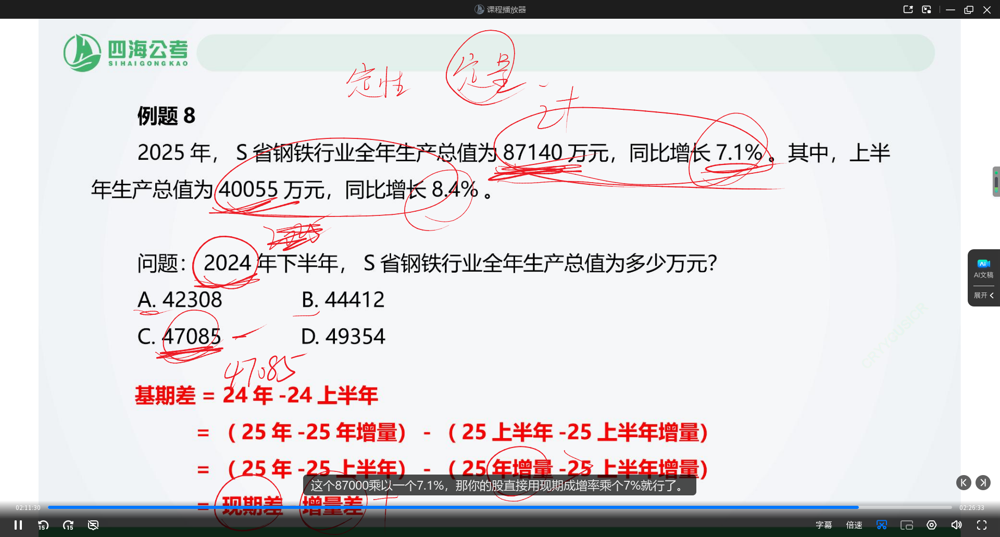 课程播放器
四海公考
SIHAIGONGKAO
定性 定量
计
例题 8
2025 年， S 省钢铁行业全年生产总值为 87140 万元，同比增长 7.1% 。其中，上半
年生产总值为 40055 万元，同比增长 8.4% 。
问题： 2024 年下半年， S 省钢铁行业全年生产总值为多少万元？
A. 42308 B. 44412
C. 47085 D. 49354
47085
基期差 = 24 年 -24 上半年
= （ 25 年 -25 年增量） - （ 25 上半年 -25 上半年增量）
= （ 25 年 -25 上半年） - （ 25 年增量 -25 上半年增量）
= 现期差 增量差
这个87000乘以一个7.1%，那你的股直接用现期成增率乘个7%就行了。
CRYYOUSICR
AI文稿
展开
02:11:30
02:26:33
15 15
字幕 倍速